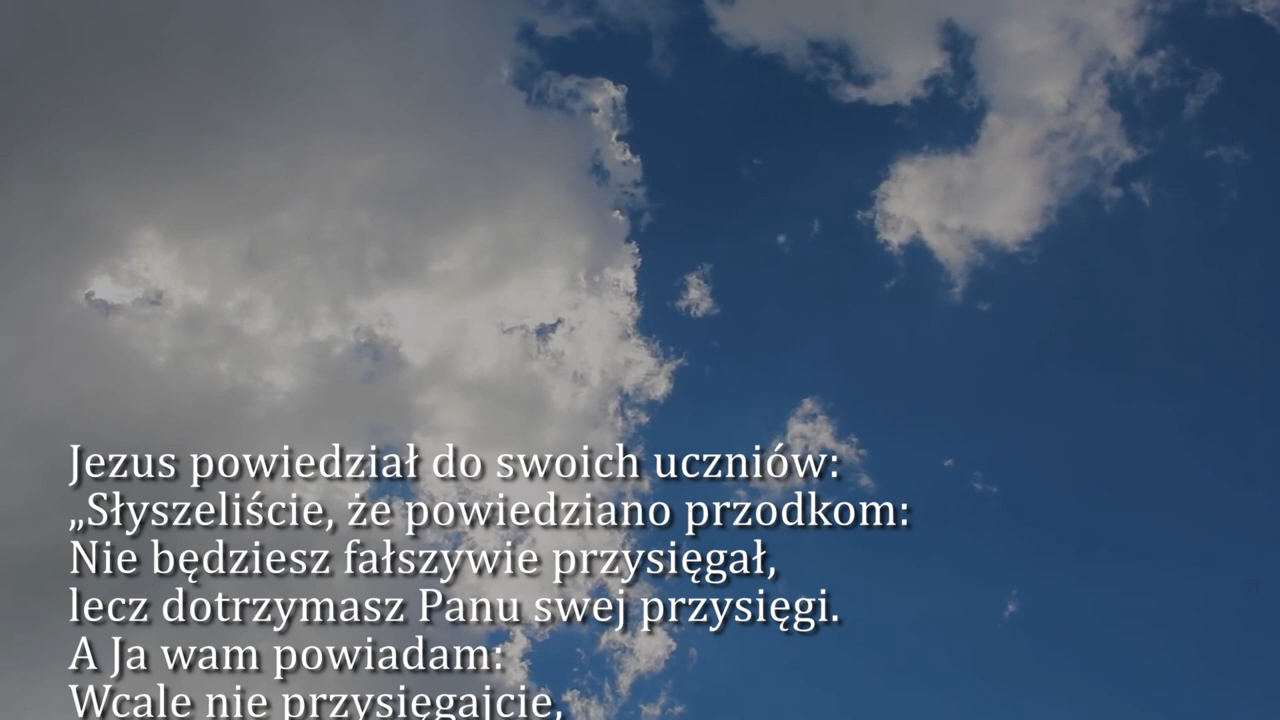 Jezus powiedział do swoich uczniów:
„Słyszeliście, że powiedziano przodkom:
Nie będziesz fałszywie przysięgał,
lecz dotrzymasz Panu swej przysięgi.
A Ja wam powiadam:
Wcale nie przysięgajcie,